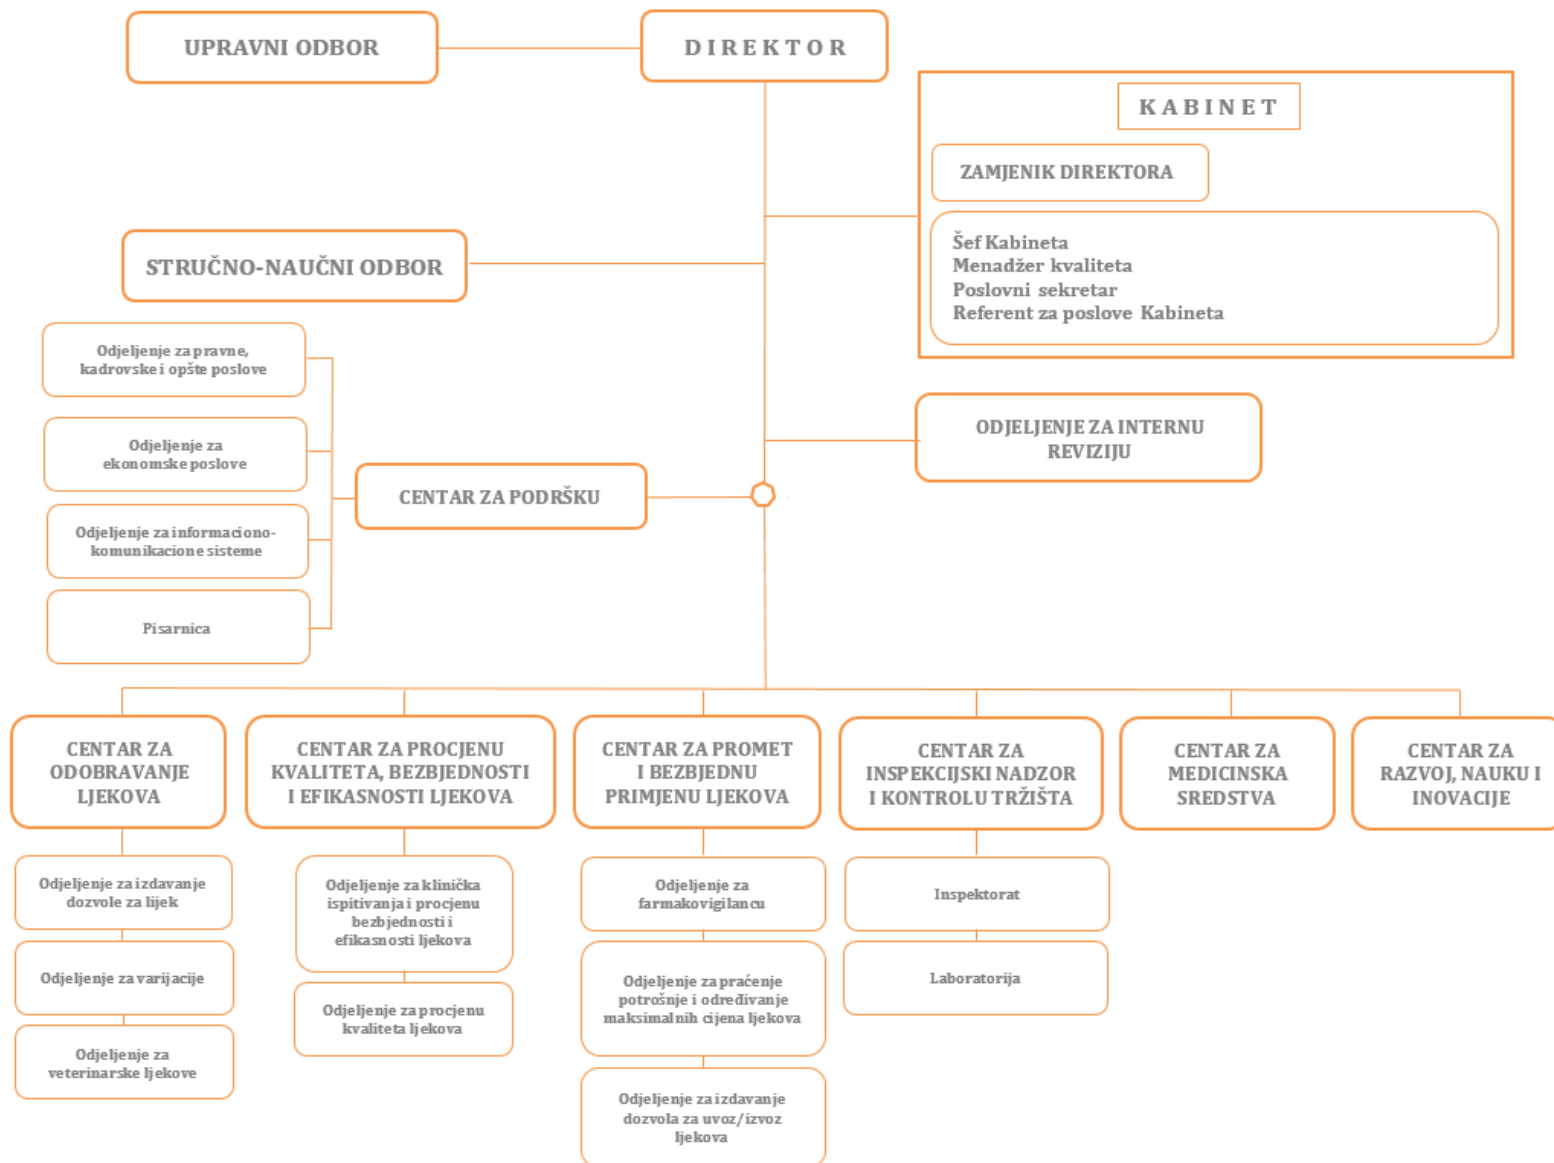 UPRAVNI ODBOR
D I R E K T O R
K A B I N E T
ZAMJENIK DIREKTORA
Šef Kabineta
Menadžer kvaliteta
Poslovni sekretar
Referent za poslove Kabineta
STRUČNO-NAUČNI ODBOR
Odjeljenje za pravne,
kadrovske i opšte poslove
Odjeljenje za
ekonomske poslove
Odjeljenje za informaciono-
komunikacione sisteme
Pisarnica
CENTAR ZA PODRŠKU
ODJELJENJE ZA INTERNU
REVIZIJU
CENTAR ZA
ODOBRAVANJE
LJEKOVA
Odjeljenje za izdavanje
dozvole za lijek
Odjeljenje za varijacije
Odjeljenje za
veterinarske ljekove
CENTAR ZA PROCJENU
KVALITETA, BEZBJEDNOSTI
I EFIKASNOSTI LJEKOVA
Odjeljenje za klinička
ispitivanja i procjenu
bezbjednosti i
efikasnosti ljekova
Odjeljenje za procjenu
kvaliteta ljekova
CENTAR ZA PROMET
I BEZBJEDNU
PRIMJENU LJEKOVA
Odjeljenje za
farmakovigilancu
Odjeljenje za praćenje
potrošnje i određivanje
maksimalnih cijena ljekova
Odjeljenje za izdavanje
dozvola za uvoz/izvoz
ljekova
CENTAR ZA
INSPEKCIJSKI NADZOR
I KONTROLU TRŽIŠTA
Inspektorat
Laboratorija
CENTAR ZA
MEDICINSKA
SREDSTVA
CENTAR ZA
RAZVOJ, NAUKU I
INOVACIJE